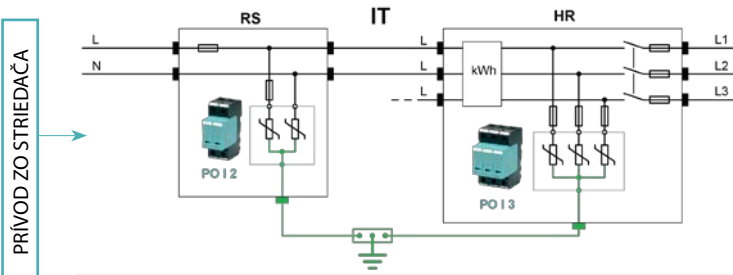 PRÍVOD ZO STRIEDAČA
RS
IT
HR
L
N
L
L
L
kWh
L1
L2
L3
PO I 2
PO I 3